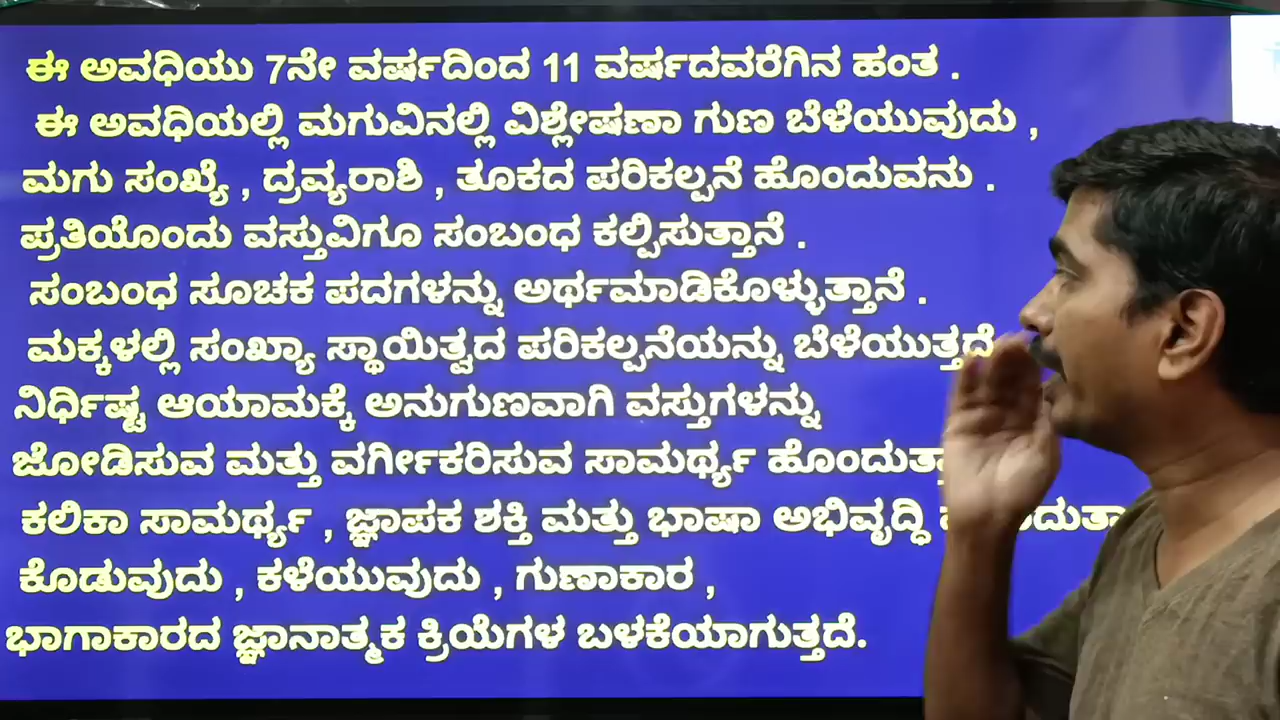 ಈ ಅವಧಿಯು 7ನೇ ವರ್ಷದಿಂದ 11 ವರ್ಷದವರೆಗಿನ ಹಂತ .
ಈ ಅವಧಿಯಲ್ಲಿ ಮಗುವಿನಲ್ಲಿ ವಿಶ್ಲೇಷಣಾ ಗುಣ ಬೆಳೆಯುವುದು ,
ಮಗು ಸಂಖ್ಯೆ , ದ್ರವ್ಯರಾಶಿ , ತೂಕದ ಪರಿಕಲ್ಪನೆ ಹೊಂದುವನು .
ಪ್ರತಿಯೊಂದು ವಸ್ತುವಿಗೂ ಸಂಬಂಧ ಕಲ್ಪಿಸುತ್ತಾನೆ .
ಸಂಬಂಧ ಸೂಚಕ ಪದಗಳನ್ನು ಅರ್ಥಮಾಡಿಕೊಳ್ಳುತ್ತಾನೆ .
ಮಕ್ಕಳಲ್ಲಿ ಸಂಖ್ಯಾ ಸ್ಥಾಯಿತ್ವದ ಪರಿಕಲ್ಪನೆಯನ್ನು ಬೆಳೆಯುತ್ತದೆ
ನಿರ್ಧಿಷ್ಟ ಆಯಾಮಕ್ಕೆ ಅನುಗುಣವಾಗಿ ವಸ್ತುಗಳನ್ನು
ಜೋಡಿಸುವ ಮತ್ತು ವರ್ಗೀಕರಿಸುವ ಸಾಮರ್ಥ್ಯ
ಕಲಿಕಾ ಸಾಮರ್ಥ್ಯ , ಜ್ಞಾಪಕ ಶಕ್ತಿ ಮತ್ತು ಭಾಷಾ ಅಭಿವೃದ್ಧಿ
ಕೊಡುವುದು , ಕಳೆಯುವುದು , ಗುಣಾಕಾರ ,
ಭಾಗಾಕಾರದ ಜ್ಞಾನಾತ್ಮಕ ಕ್ರಿಯೆಗಳ ಬಳಕೆಯಾಗುತ್ತದೆ.